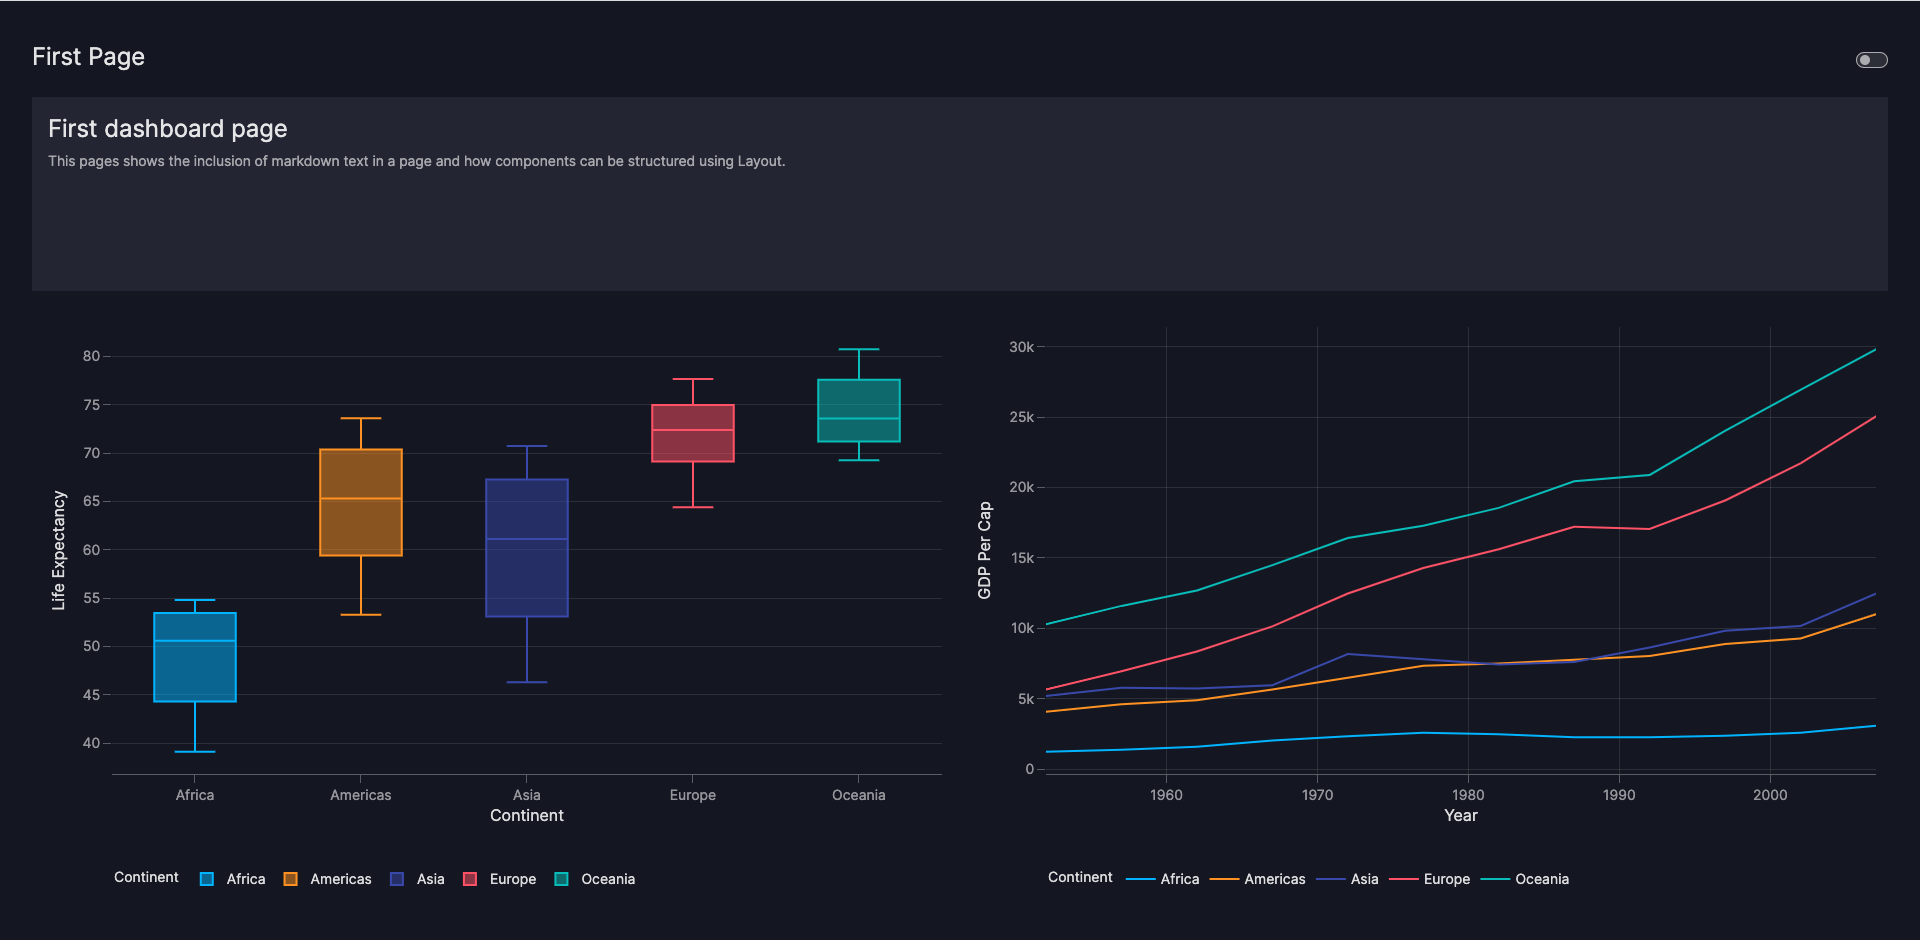 First Page
First dashboard page
This pages shows the inclusion of markdown text in a page and how components can be structured using Layout.
Life Expectancy
80
75
70
65
60
55
50
45
40
Africa Americas Asia Europe Oceania
Continent
Continent Africa Americas Asia Europe Oceania
GDP Per Cap
30k
25k
20k
15k
10k
5k
0
1960 1970 1980 1990 2000
Year
Continent Africa Americas Asia Europe Oceania